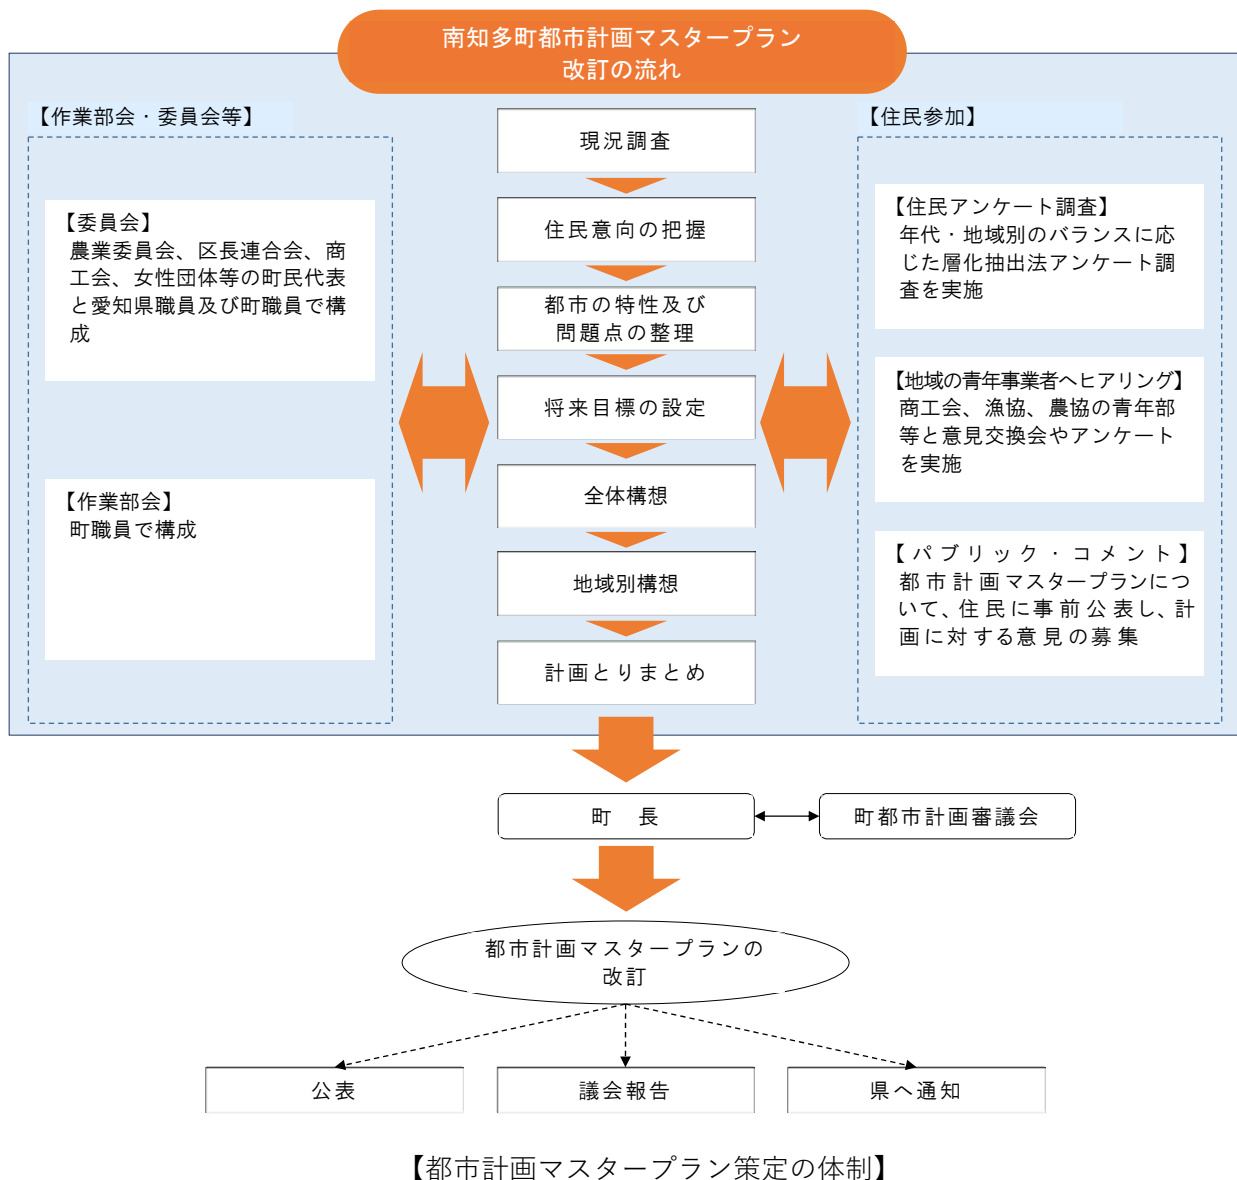 南知多町都市計画マスタープラン
改訂の流れ
【作業部会・委員会等】
【委員会】
農業委員会、区長連合会、商
工会、女性団体等の町民代表
と愛知県職員及び町職員で構
成
【作業部会】
町職員で構成
現況調査
住民意向の把握
都市の特性及び
問題点の整理
将来目標の設定
全体構想
地域別構想
計画とりまとめ
【住民参加】
【住民アンケート調査】
年代・地域別のバランスに応
じた層化抽出法アンケート調
査を実施
【地域の青年事業者へヒアリング】
商工会、漁協、農協の青年部
等と意見交換会やアンケート
を実施
【パブリック・コメント】
都市計画マスタープランにつ
いて、住民に事前公表し、計
画に対する意見の募集
町　長
町都市計画審議会
都市計画マスタープランの
改訂
公表
議会報告
県へ通知
【都市計画マスタープラン策定の体制】